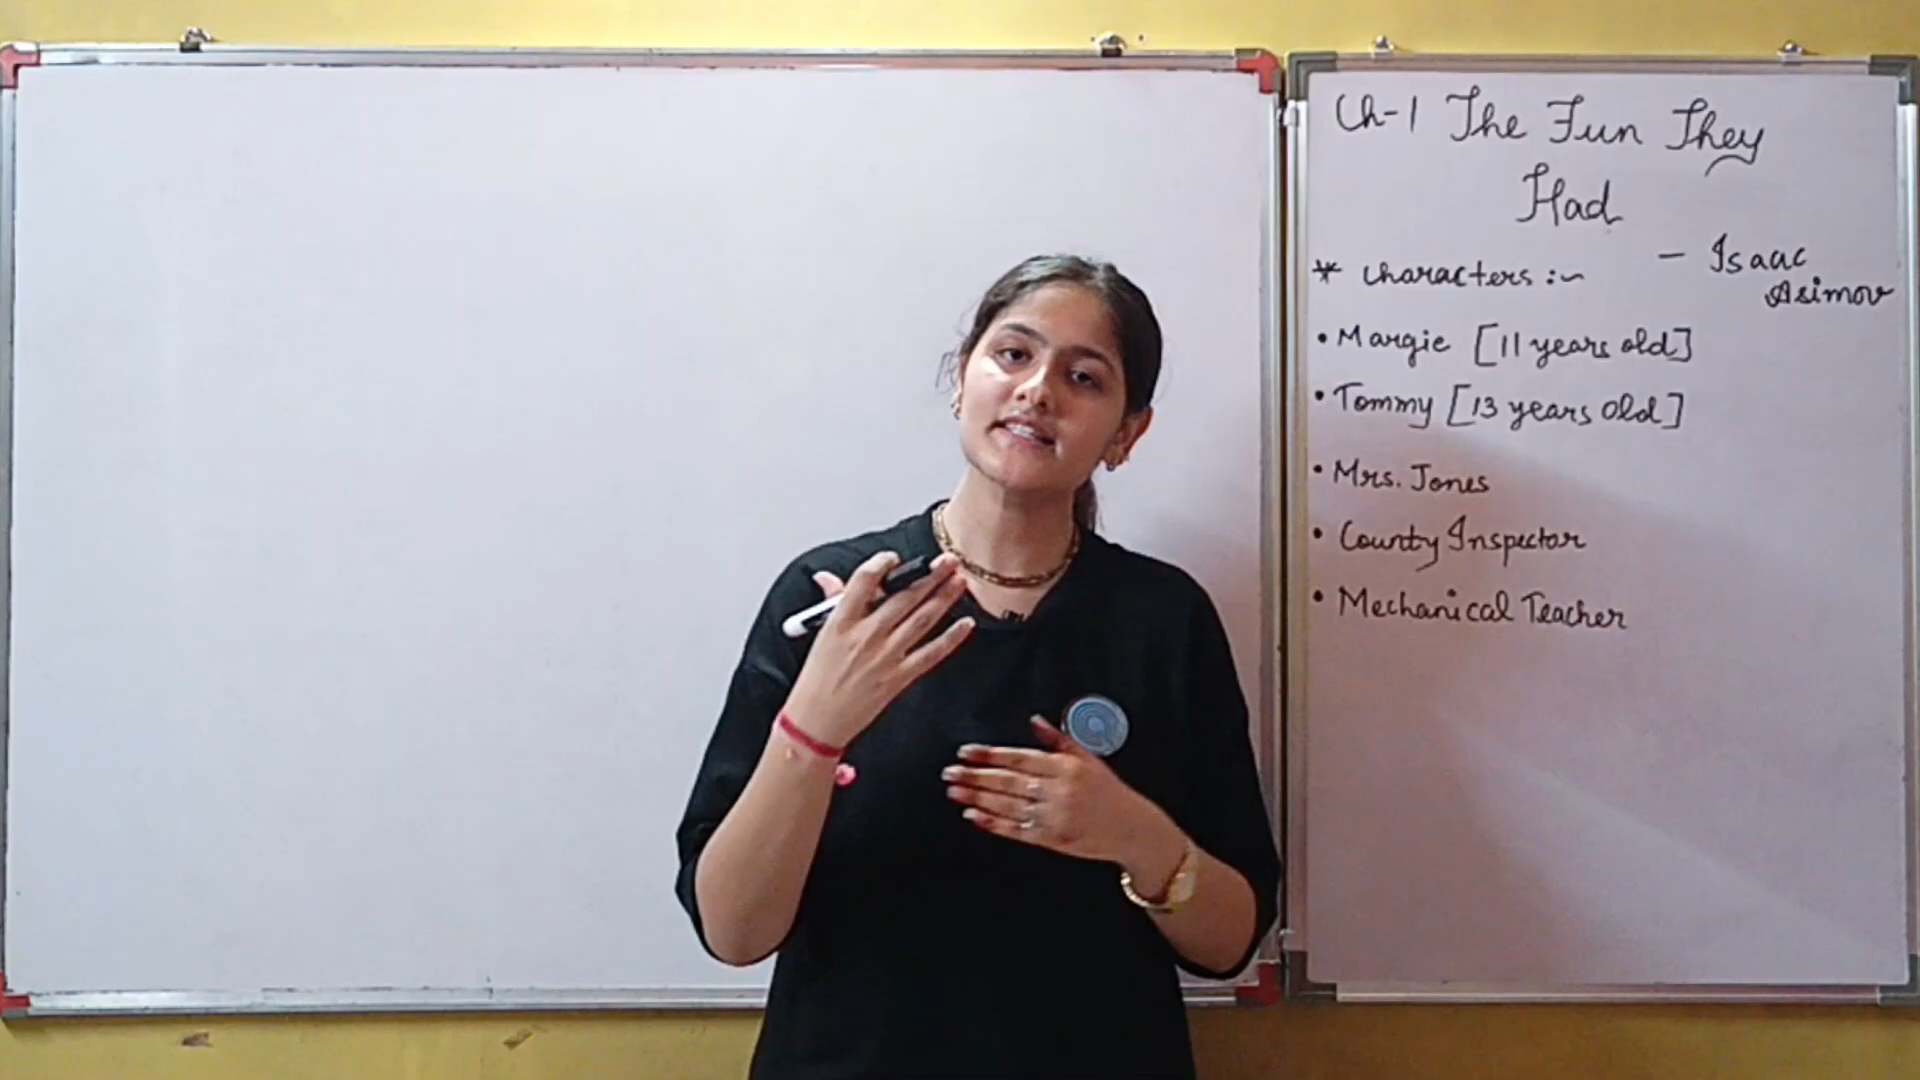 Ch-1 The Fun They
Had
- Isaac
Asimov
* Characters :-
• Margie [11 years old]
• Tommy [13 years old]
• Mrs. Jones
• County Inspector
• Mechanical Teacher